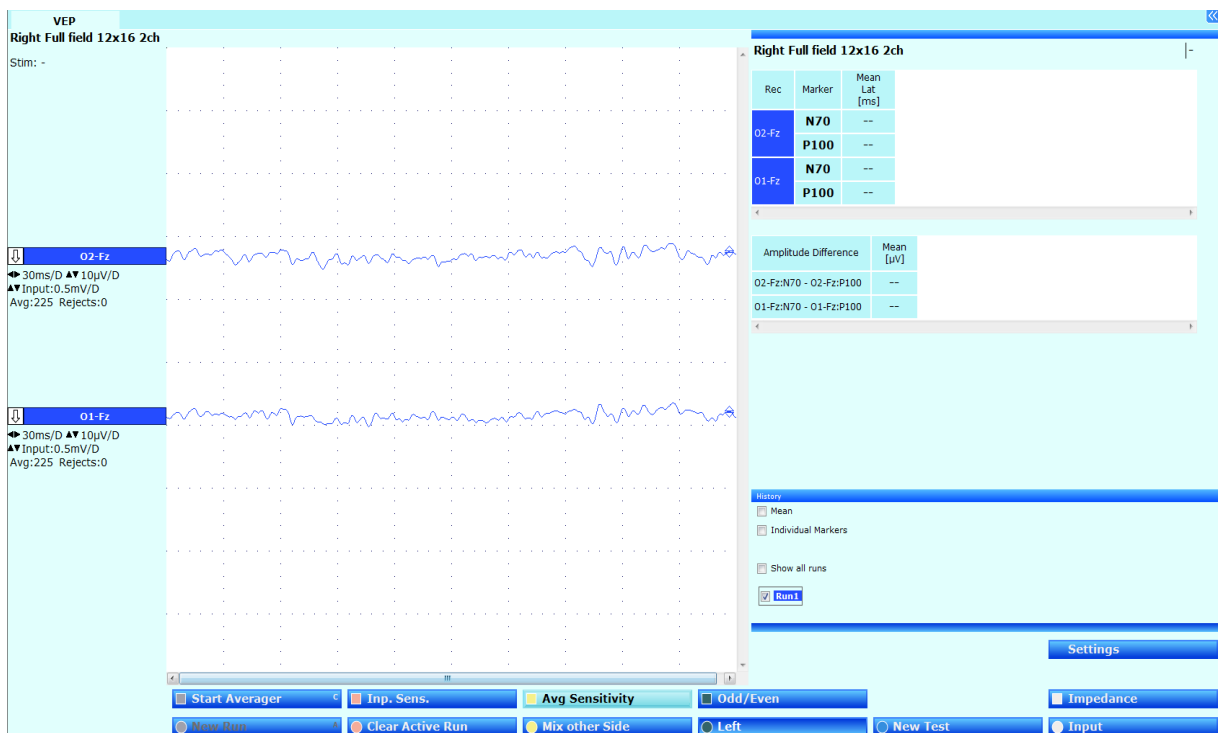 VEP
Right Full field 12x16 2ch
Stim: -
O2-Fz
30ms/D 10µV/D
Input:0.5mV/D
Avg:225 Rejects:0
O1-Fz
30ms/D 10µV/D
Input:0.5mV/D
Avg:225 Rejects:0
Right Full field 12x16 2ch -
Rec Marker Mean Lat [ms]
O2-Fz N70 --
P100 --
O1-Fz N70 --
P100 --
Amplitude Difference Mean [µV]
O2-Fz:N70 - O2-Fz:P100 --
O1-Fz:N70 - O1-Fz:P100 --
History
Mean
Individual Markers
Show all runs
Run1
Settings
Start Averager C Inp. Sens. Avg Sensitivity Odd/Even Impedance
New Run A Clear Active Run Mix other Side Left New Test Input